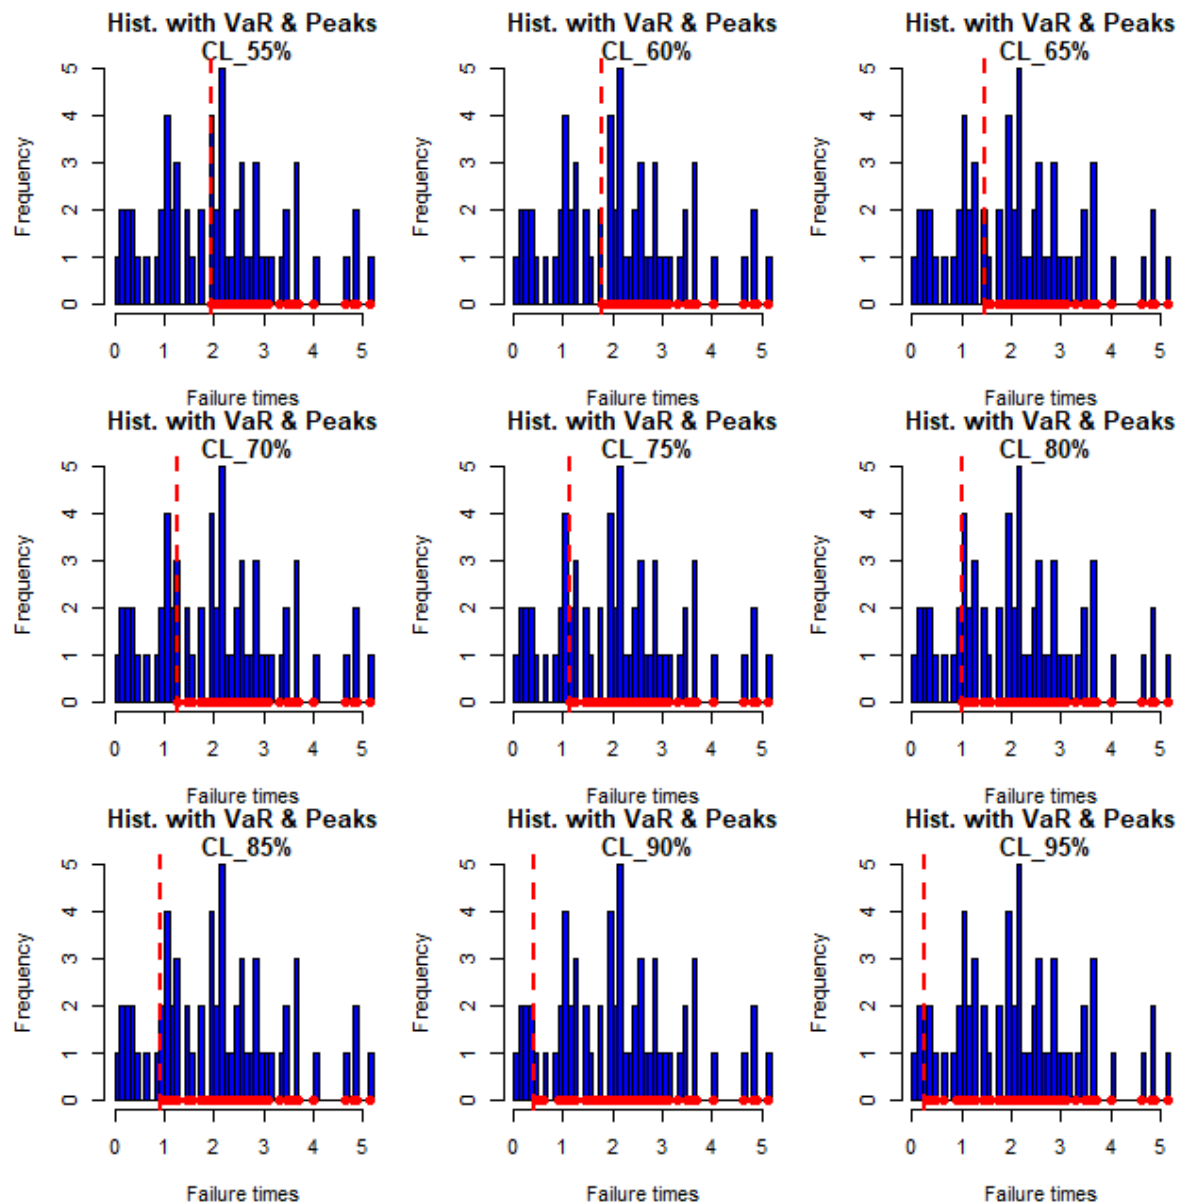 Hist. with VaR & Peaks
CL_55%
Frequency
0 1 2 3 4 5
0 1 2 3 4 5
Failure times
Hist. with VaR & Peaks
CL_60%
Frequency
0 1 2 3 4 5
0 1 2 3 4 5
Failure times
Hist. with VaR & Peaks
CL_65%
Frequency
0 1 2 3 4 5
0 1 2 3 4 5
Failure times
Hist. with VaR & Peaks
CL_70%
Frequency
0 1 2 3 4 5
0 1 2 3 4 5
Failure times
Hist. with VaR & Peaks
CL_75%
Frequency
0 1 2 3 4 5
0 1 2 3 4 5
Failure times
Hist. with VaR & Peaks
CL_80%
Frequency
0 1 2 3 4 5
0 1 2 3 4 5
Failure times
Hist. with VaR & Peaks
CL_85%
Frequency
0 1 2 3 4 5
0 1 2 3 4 5
Failure times
Hist. with VaR & Peaks
CL_90%
Frequency
0 1 2 3 4 5
0 1 2 3 4 5
Failure times
Hist. with VaR & Peaks
CL_95%
Frequency
0 1 2 3 4 5
0 1 2 3 4 5
Failure times